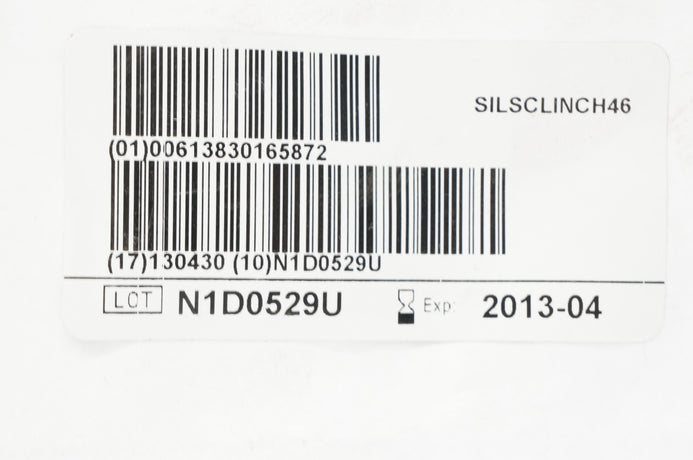 SILSCLINCH46
(01)00613830165872
(17)130430 (10)N1D0529U
LOT N1D0529U Exp: 2013-04